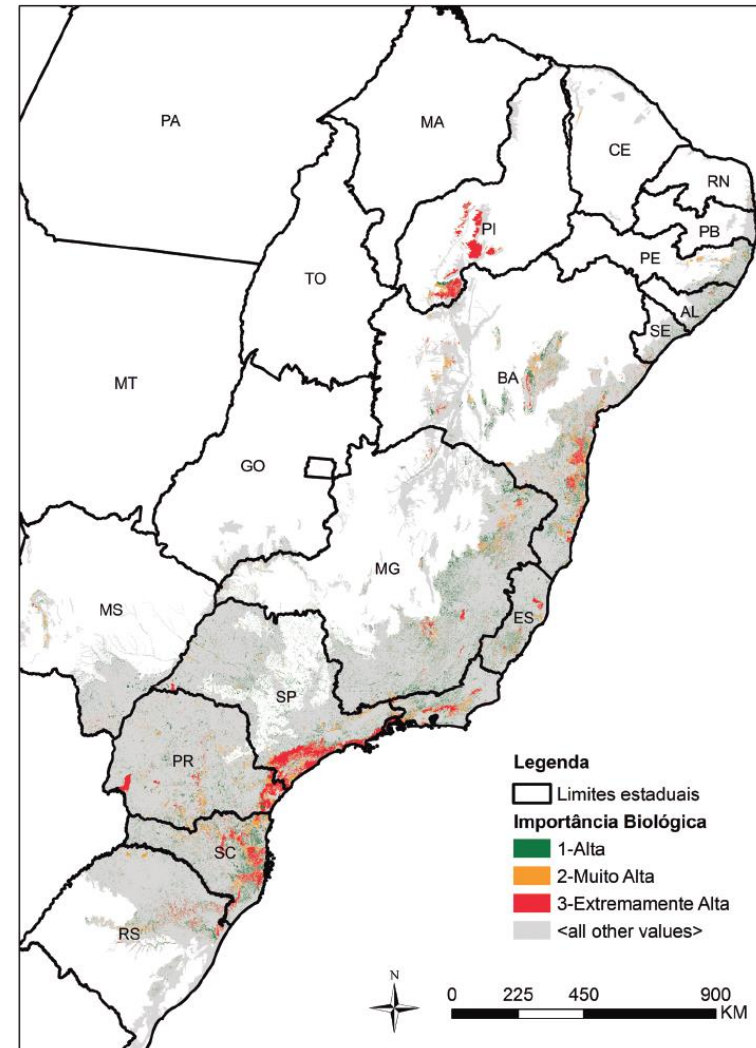 PA
MA
CE
RN
PI
PB
PE
TO
AL
SE
BA
MT
GO
MG
MS
ES
SP
PR
SC
RS
Legenda
Limites estaduais
Importância Biológica
1-Alta
2-Muito Alta
3-Extremamente Alta
<all other values>
N
0 225 450 900
KM